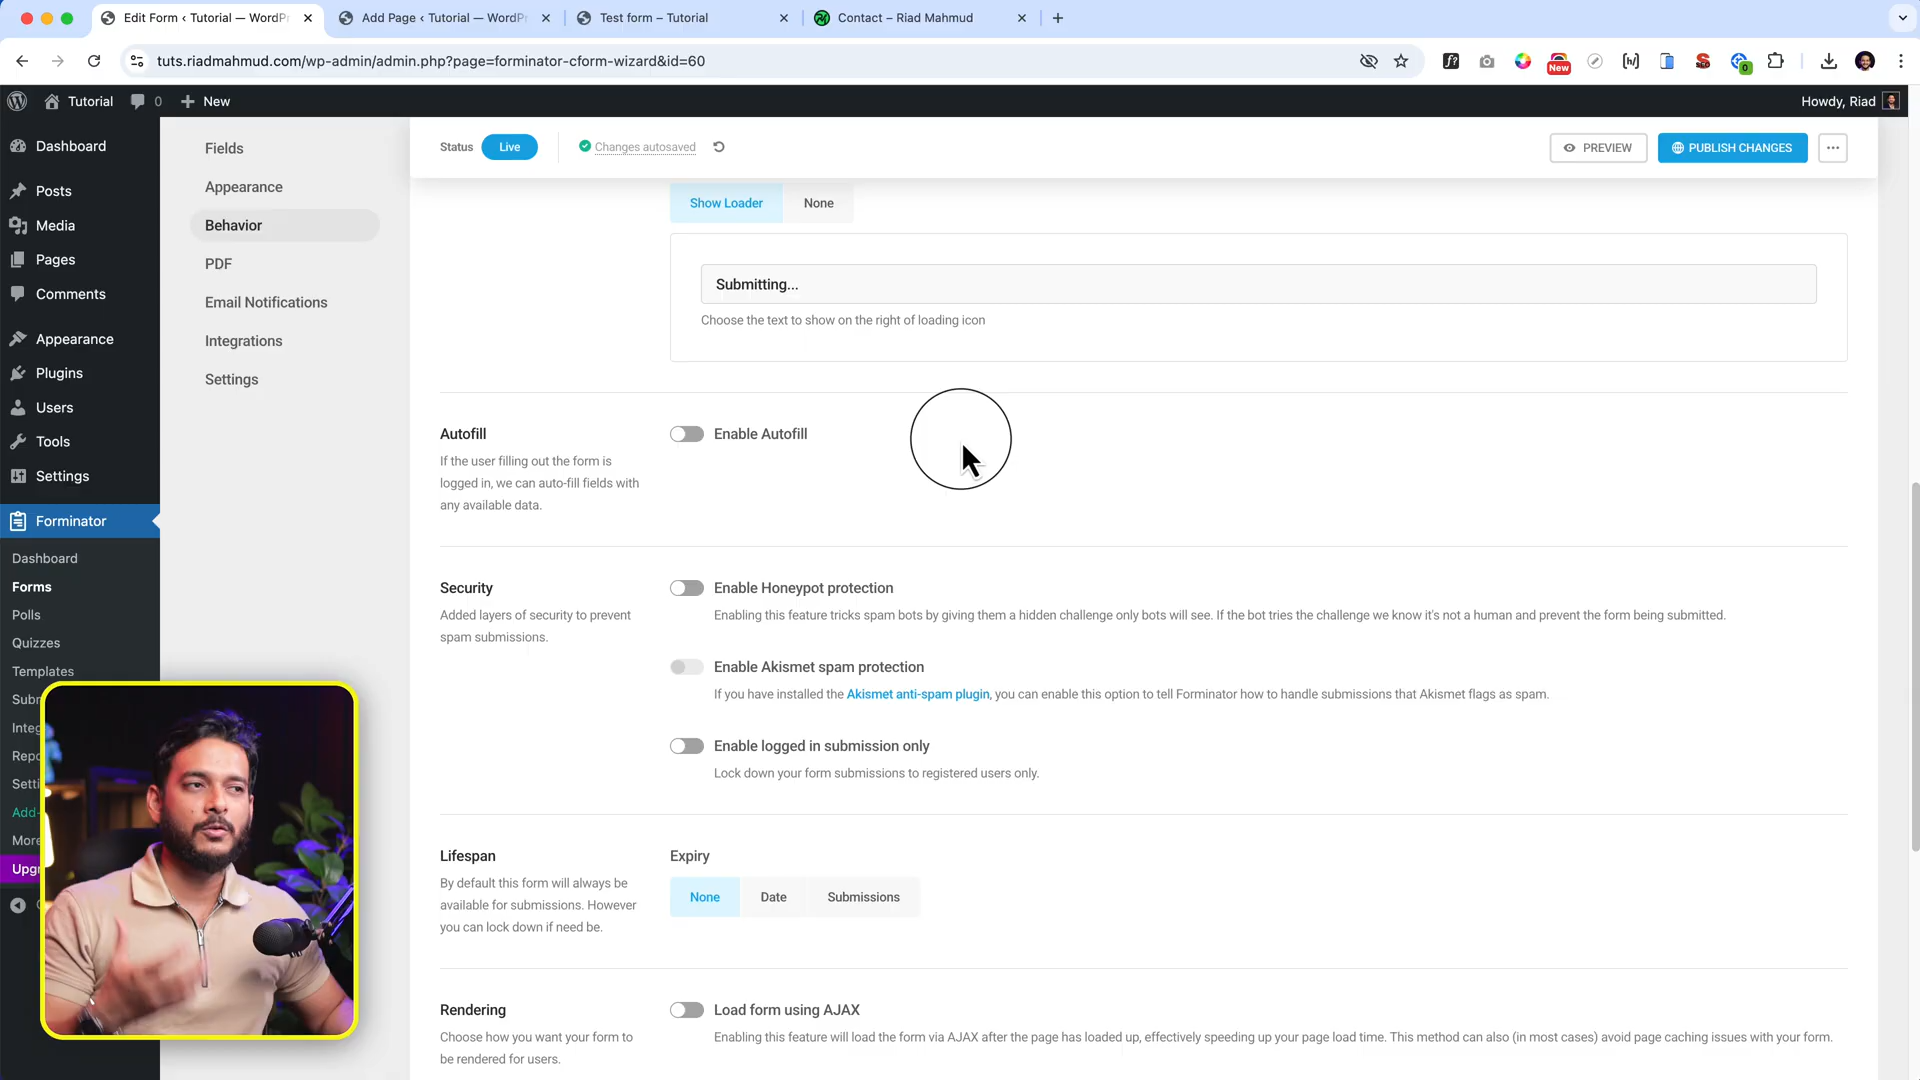 Edit Form ‹ Tutorial — WordPr
Add Page ‹ Tutorial — WordPr
Test form – Tutorial
Contact – Riad Mahmud
tuts.riadmahmud.com/wp-admin/admin.php?page=forminator-cform-wizard&id=60
New
0
Tutorial
0
New
Howdy, Riad
Dashboard
Posts
Media
Pages
Comments
Appearance
Plugins
Users
Tools
Settings
Forminator
Dashboard
Forms
Polls
Quizzes
Templates
Subm
Integ
Repo
Setti
Add-
More
Upgr
Fields
Appearance
Behavior
PDF
Email Notifications
Integrations
Settings
Status
Live
Changes autosaved
PREVIEW
PUBLISH CHANGES
Show Loader
None
Submitting...
Choose the text to show on the right of loading icon
Autofill
If the user filling out the form is
logged in, we can auto-fill fields with
any available data.
Enable Autofill
Security
Added layers of security to prevent
spam submissions.
Enable Honeypot protection
Enabling this feature tricks spam bots by giving them a hidden challenge only bots will see. If the bot tries the challenge we know it's not a human and prevent the form being submitted.
Enable Akismet spam protection
If you have installed the Akismet anti-spam plugin, you can enable this option to tell Forminator how to handle submissions that Akismet flags as spam.
Enable logged in submission only
Lock down your form submissions to registered users only.
Lifespan
By default this form will always be
available for submissions. However
you can lock down if need be.
Expiry
None
Date
Submissions
Rendering
Choose how you want your form to
be rendered for users.
Load form using AJAX
Enabling this feature will load the form via AJAX after the page has loaded up, effectively speeding up your page load time. This method can also (in most cases) avoid page caching issues with your form.